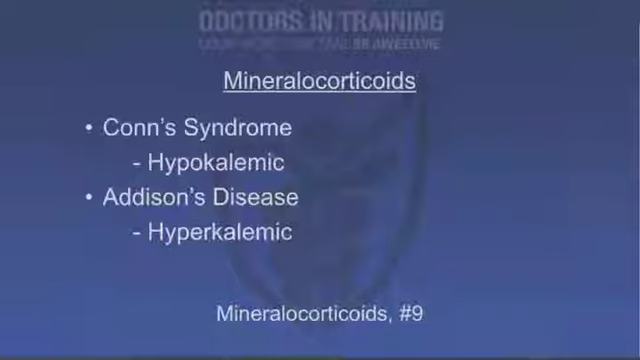 DOCTORS IN TRAINING
Mineralocorticoids
• Conn's Syndrome
- Hypokalemic
• Addison's Disease
- Hyperkalemic
Mineralocorticoids, #9